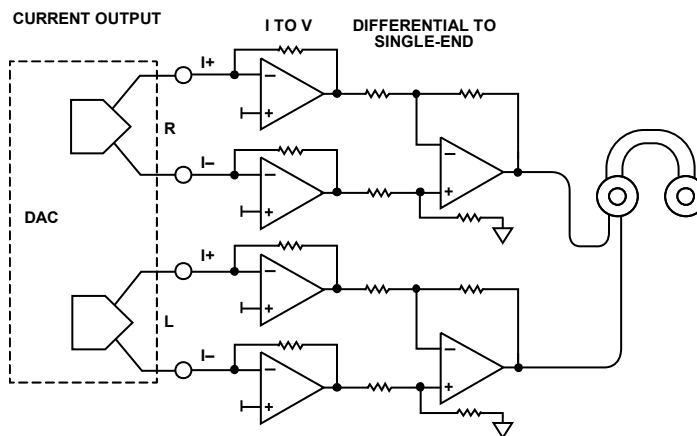 CURRENT OUTPUT
I TO V
DIFFERENTIAL TO
SINGLE-END
I+
R
I–
DAC
I+
L
I–